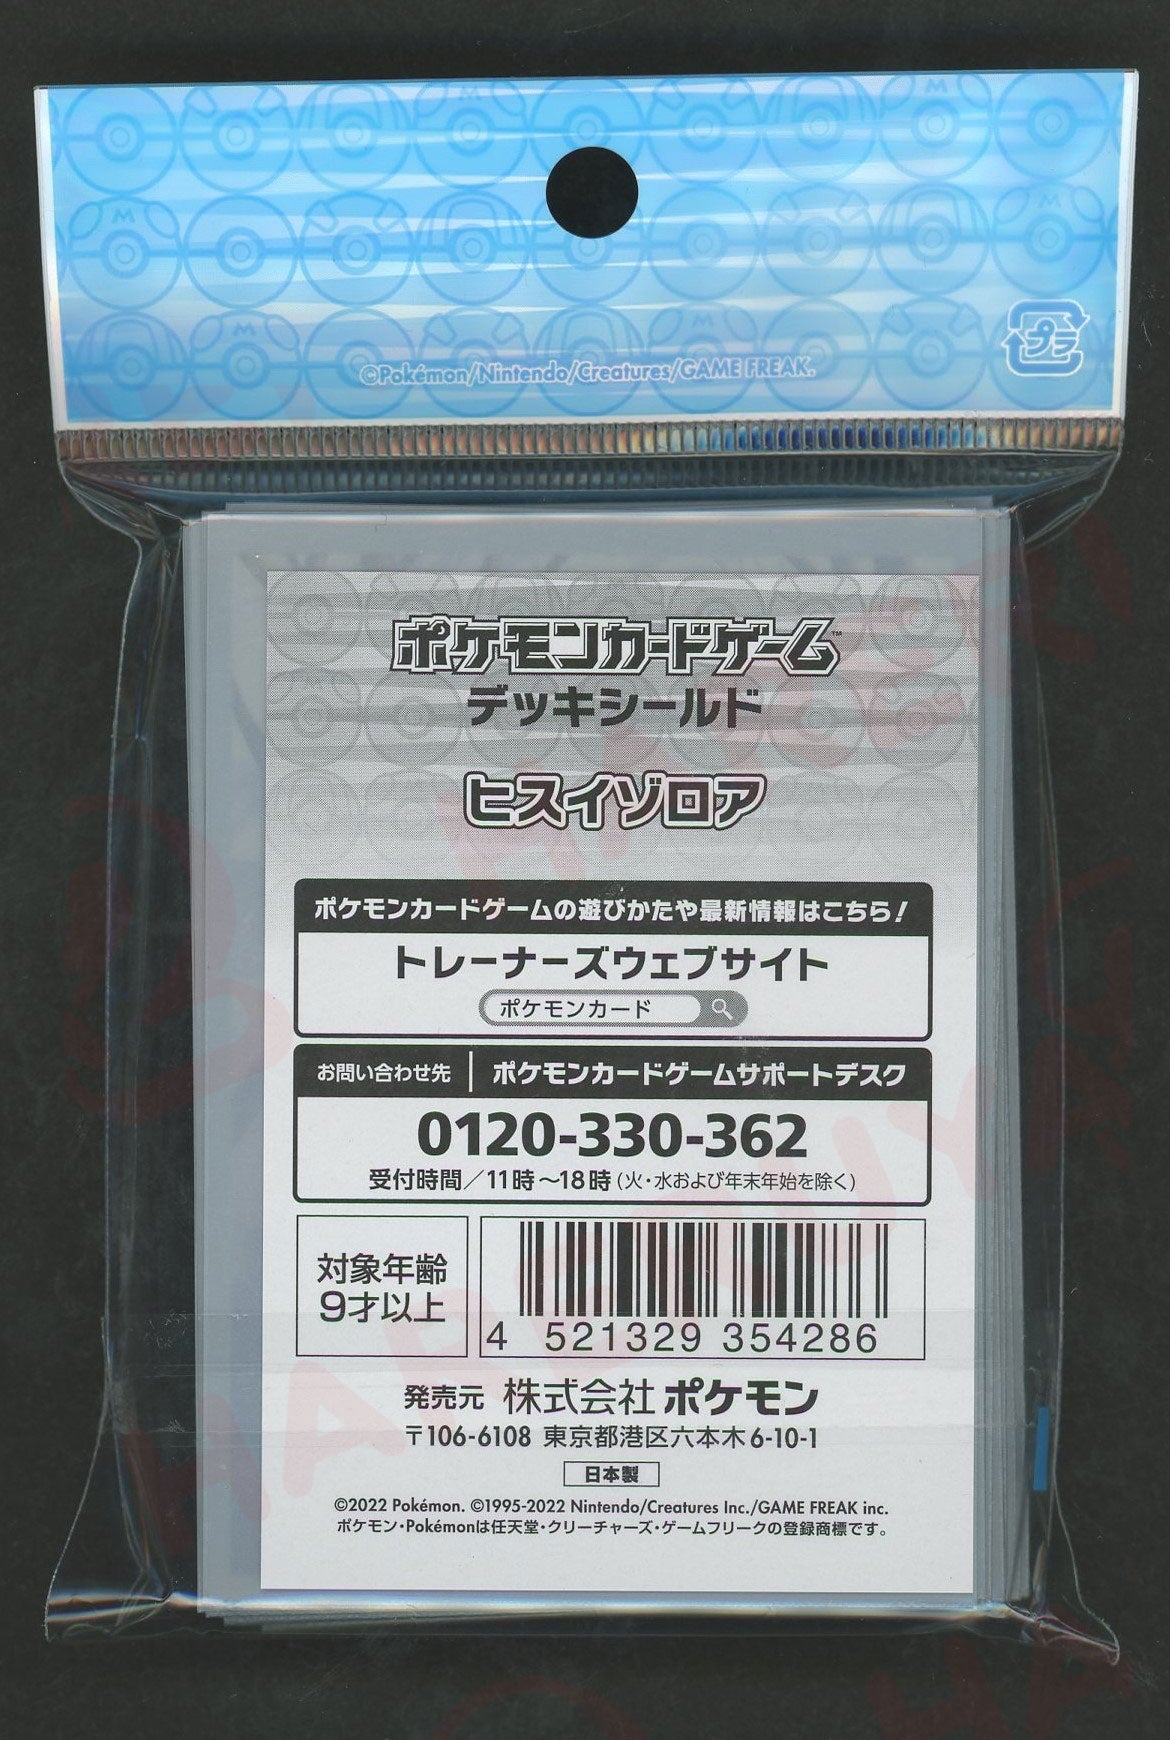 ©Pokémon/Nintendo/Creatures/GAME FREAK.
プラ
ポケモンカードゲーム™
デッキシールド
ヒスイゾロア
ポケモンカードゲームの遊びかたや最新情報はこちら!
トレーナーズウェブサイト
ポケモンカード
お問い合わせ先 ポケモンカードゲームサポートデスク
0120-330-362
受付時間/11時～18時(火・水および年末年始を除く)
対象年齢
9才以上
4 521329 354286
発売元 株式会社ポケモン
〒106-6108 東京都港区六本木6-10-1
日本製
©2022 Pokémon. ©1995-2022 Nintendo/Creatures Inc./GAME FREAK inc.
ポケモン・Pokémonは任天堂・クリーチャーズ・ゲームフリークの登録商標です。